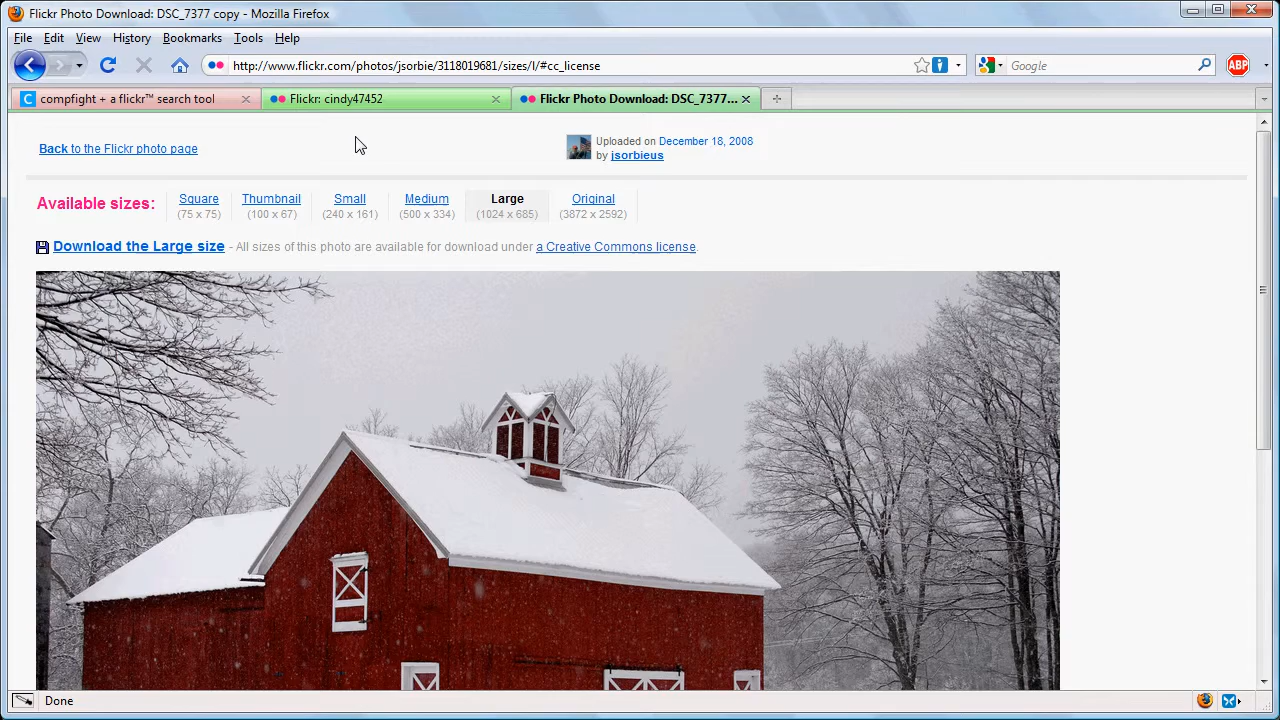 Flickr Photo Download: DSC_7377 copy - Mozilla Firefox
File Edit View History Bookmarks Tools Help
http://www.flickr.com/photos/jsorbie/3118019681/sizes/l/#cc_license
Google
ABP
C compfight + a flickr™ search tool
Flickr: cindy47452
Flickr Photo Download: DSC_7377...
Back to the Flickr photo page
Uploaded on December 18, 2008
by jsorbieus
Available sizes:
Square
(75 x 75)
Thumbnail
(100 x 67)
Small
(240 x 161)
Medium
(500 x 334)
Large
(1024 x 685)
Original
(3872 x 2592)
Download the Large size - All sizes of this photo are available for download under a Creative Commons license.
Done